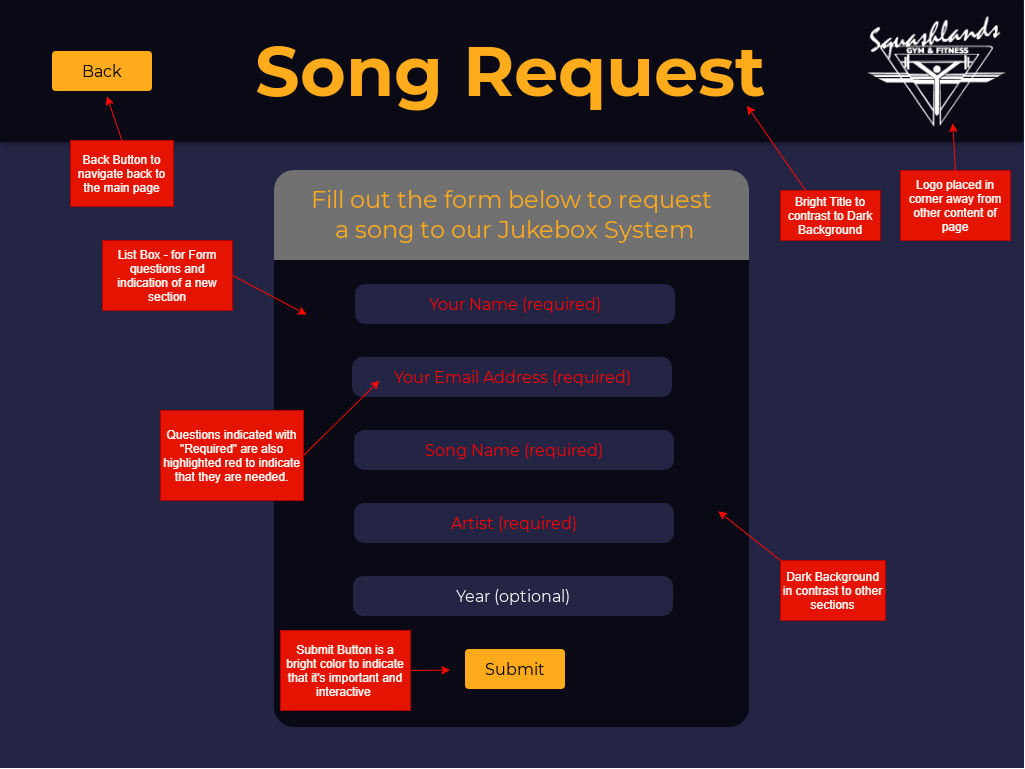 Back
Song Request
Squashlands
GYM & FITNESS
Back Button to
navigate back to
the main page
Bright Title to
contrast to Dark
Background
Logo placed in
corner away from
other content of
page
Fill out the form below to request
a song to our Jukebox System
List Box - for Form
questions and
indication of a new
section
Your Name (required)
Your Email Address (required)
Questions indicated with
"Required" are also
highlighted red to indicate
that they are needed.
Song Name (required)
Artist (required)
Dark Background
in contrast to other
sections
Year (optional)
Submit Button is a
bright color to indicate
that it's important and
interactive
Submit